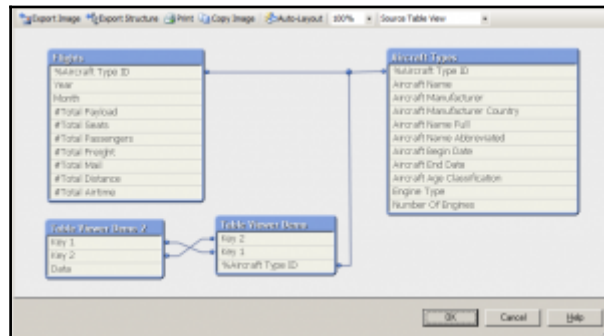 Export Image Export Structure Print Copy Image Auto-Layout 100% Source Table View
Flights
%Aircraft Type ID
Year
Month
#Total Payload
#Total Seats
#Total Passengers
#Total Freight
#Total Mail
#Total Distance
#Total Airtime
Aircraft Types
%Aircraft Type ID
Aircraft Name
Aircraft Manufacturer
Aircraft Manufacturer Country
Aircraft Name Full
Aircraft Name Abbreviated
Aircraft Begin Date
Aircraft End Date
Aircraft Age Classification
Engine Type
Number Of Engines
Table Viewer Demo 2
Key 1
Key 2
Data
Table Viewer Demo
Key 2
Key 1
%Aircraft Type ID
OK Cancel Help